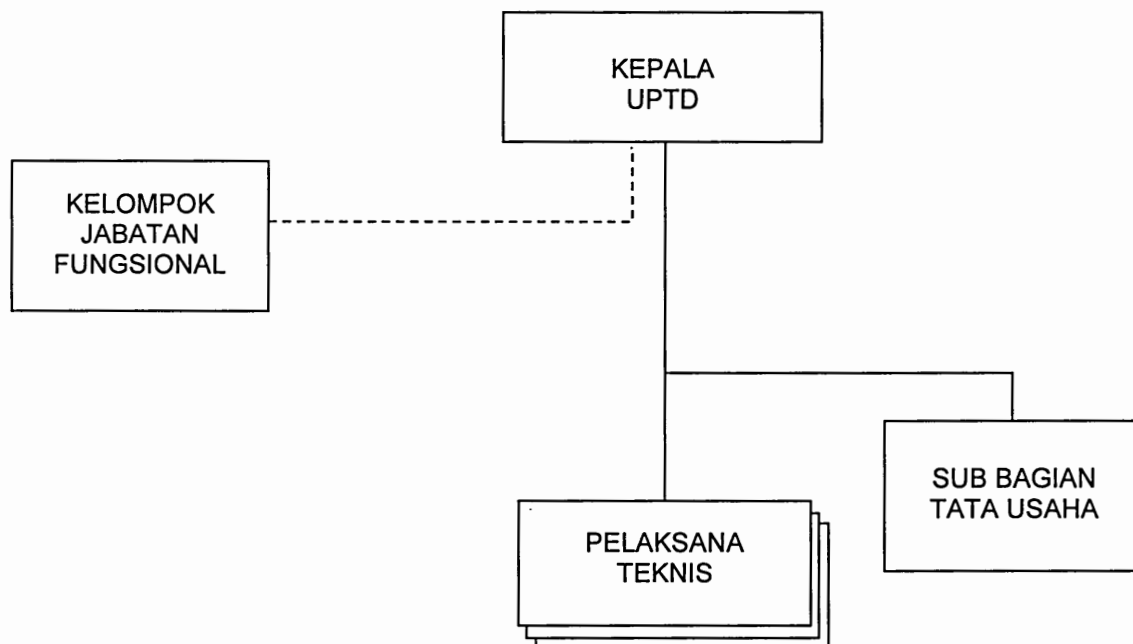 KEPALA
UPTD
KELOMPOK
JABATAN
FUNGSIONAL
SUB BAGIAN
TATA USAHA
PELAKSANA
TEKNIS